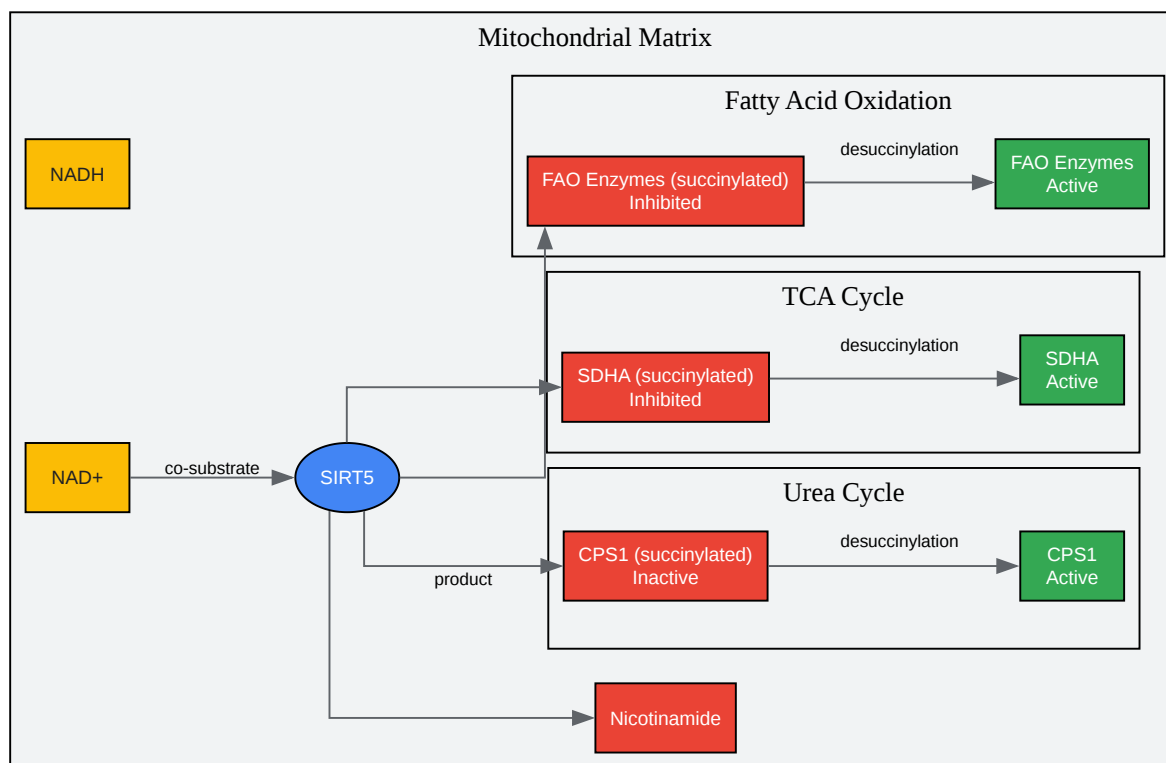 Mitochondrial Matrix
Fatty Acid Oxidation
NADH
FAO Enzymes (succinylated)
Inhibited
desuccinylation
FAO Enzymes
Active
TCA Cycle
SDHA (succinylated)
Inhibited
desuccinylation
SDHA
Active
NAD+
co-substrate
SIRT5
Urea Cycle
product
CPS1 (succinylated)
Inactive
desuccinylation
CPS1
Active
Nicotinamide